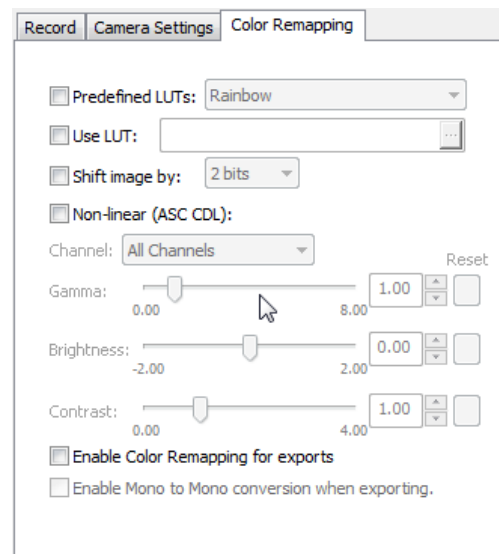 Record Camera Settings Color Remapping
Predefined LUTs: Rainbow
Use LUT: ...
Shift image by: 2 bits
Non-linear (ASC CDL):
Channel: All Channels
Reset
Gamma: 1.00
0.00 8.00
Brightness: 0.00
-2.00 2.00
Contrast: 1.00
0.00 4.00
Enable Color Remapping for exports
Enable Mono to Mono conversion when exporting.